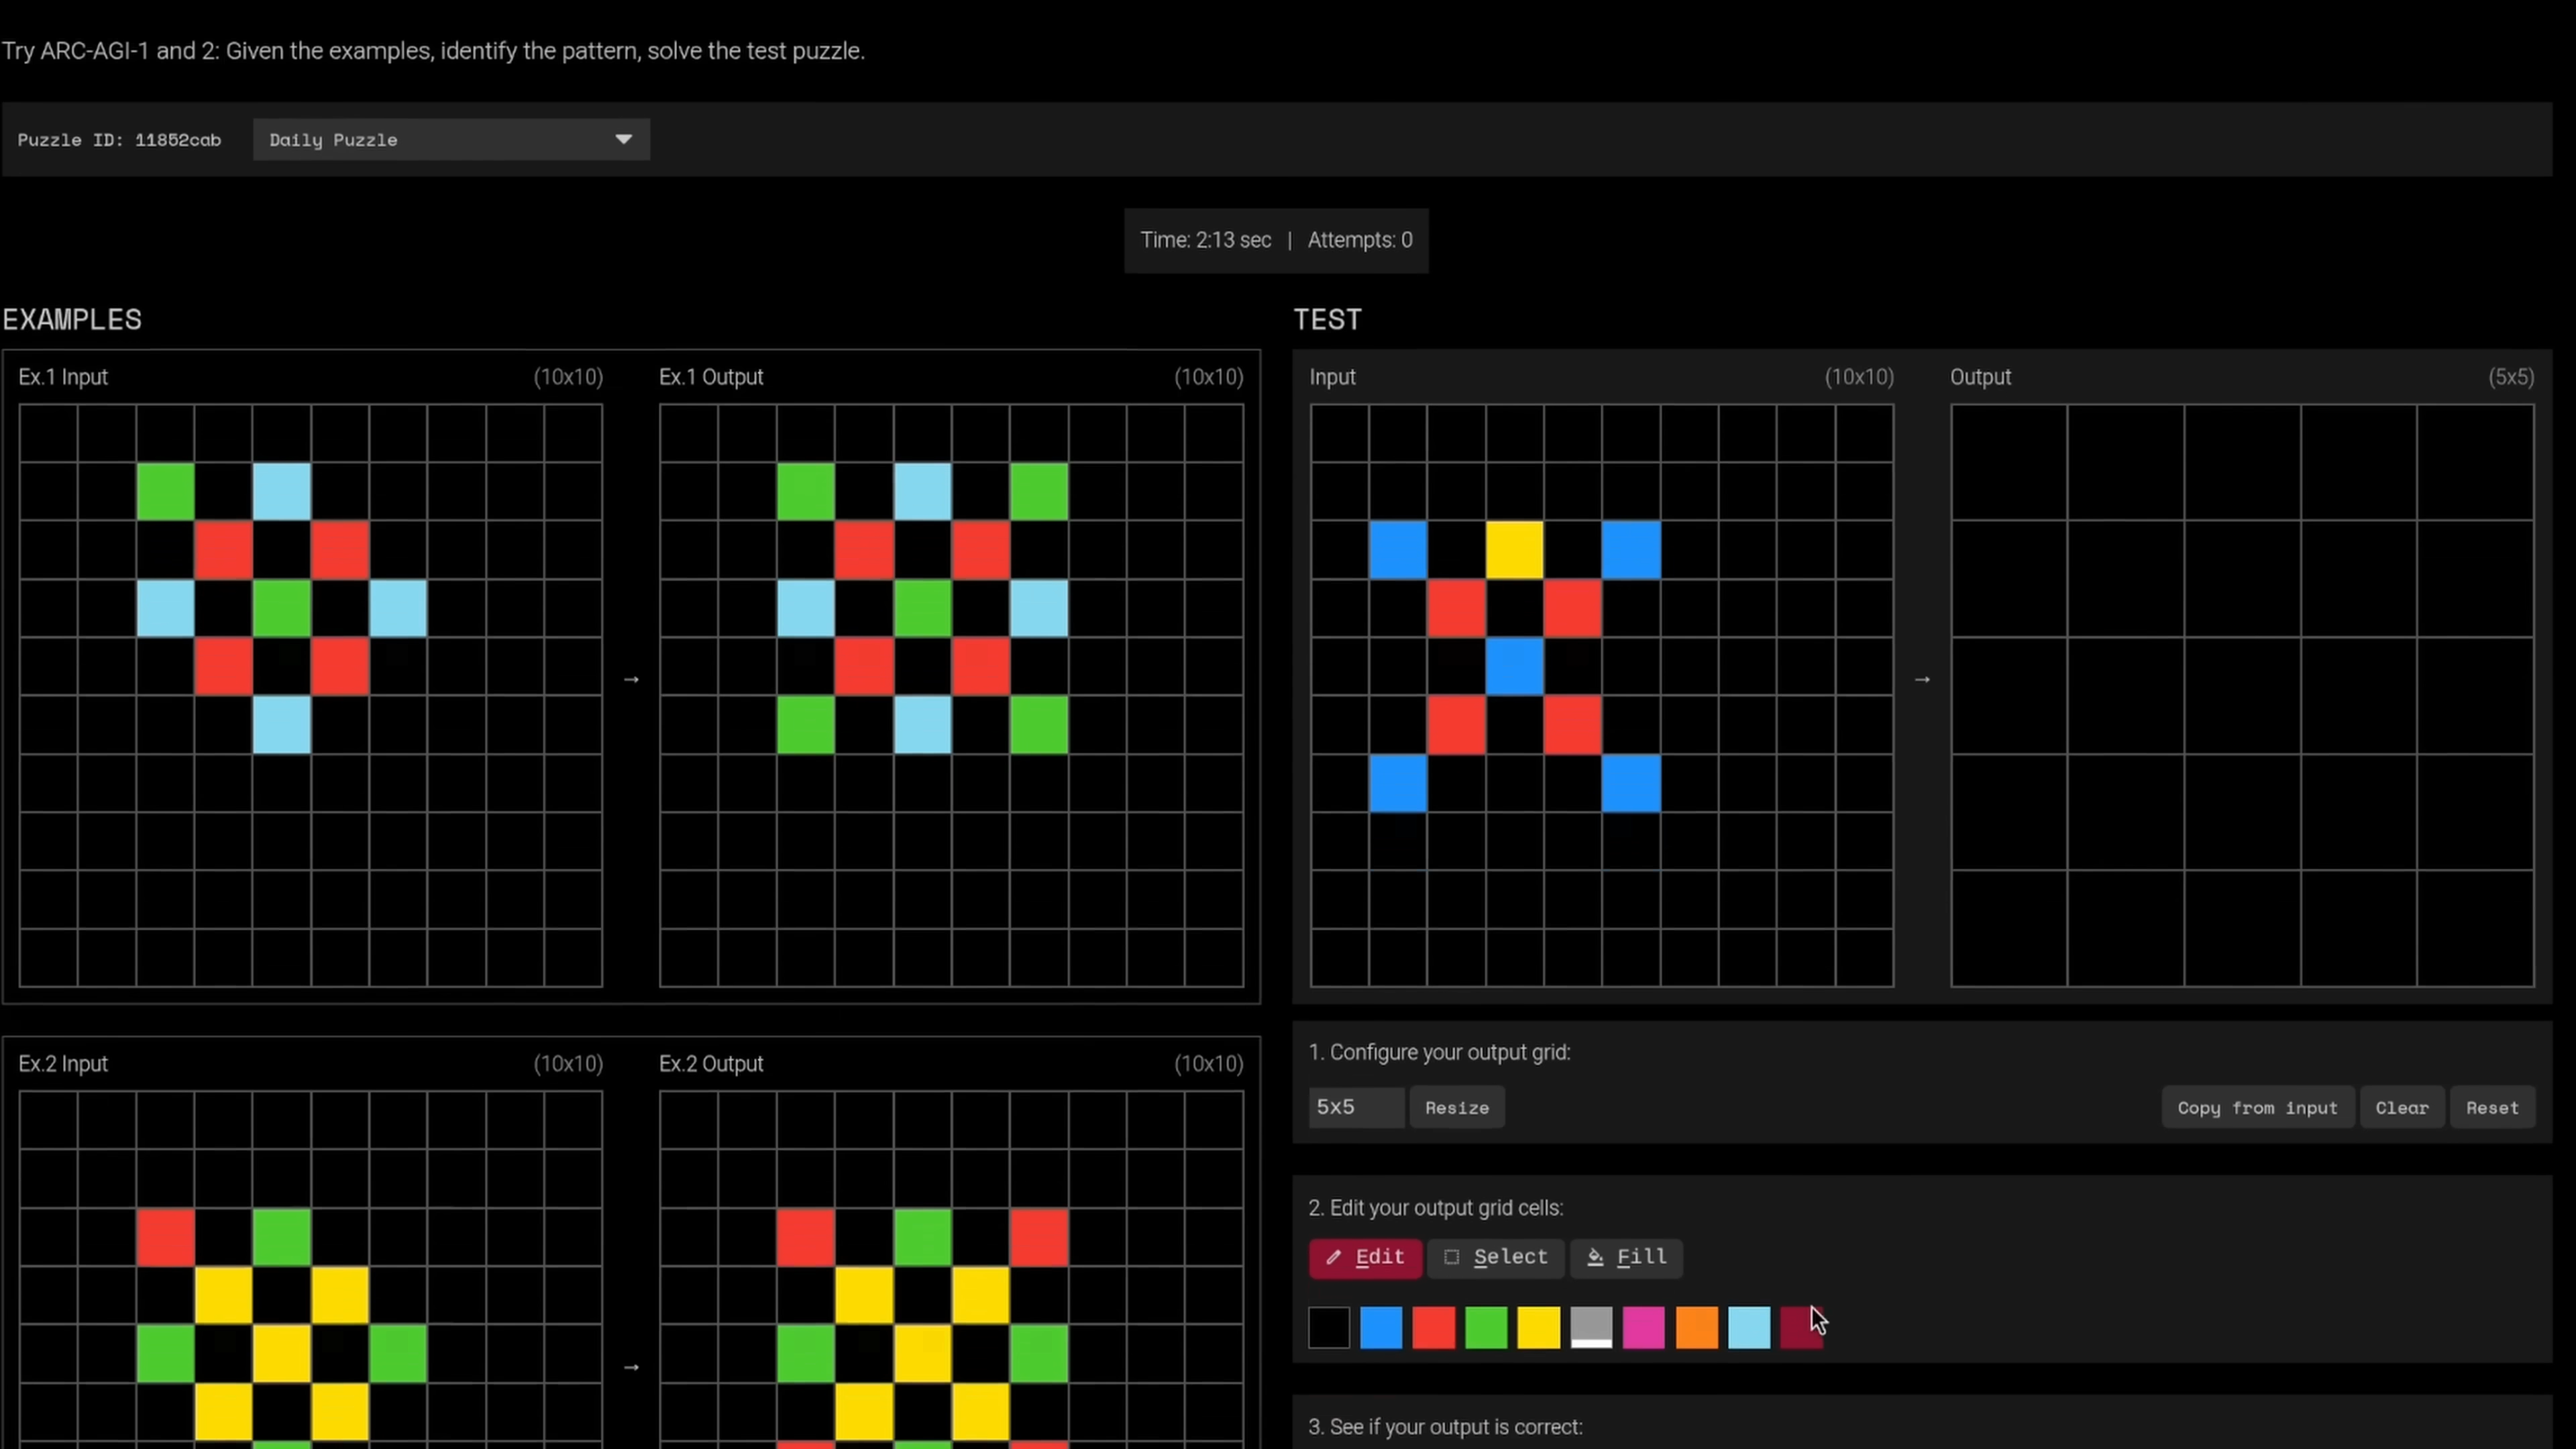 Try ARC-AGI-1 and 2: Given the examples, identify the pattern, solve the test puzzle.
Puzzle ID: 11852cab
Daily Puzzle
Time: 2:13 sec | Attempts: 0
EXAMPLES
TEST
Ex.1 Input (10x10)
Ex.1 Output (10x10)
Input (10x10)
Output (5x5)
→
→
Ex.2 Input (10x10)
Ex.2 Output (10x10)
→
1. Configure your output grid:
5x5
Resize
Copy from input
Clear
Reset
2. Edit your output grid cells:
Edit
Select
Fill
3. See if your output is correct: